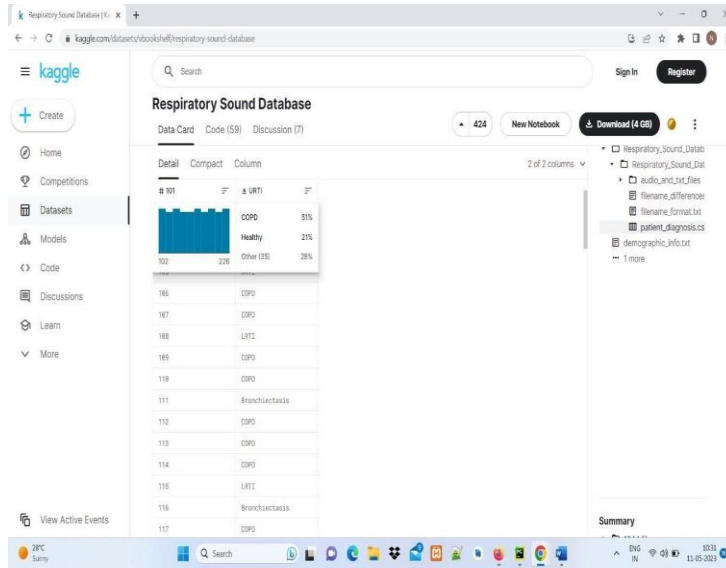 Respiratory Sound Database | Ka
kaggle.com/datasets/vbookshelf/respiratory-sound-database
kaggle
Search
Sign In
Register
Create
Home
Competitions
Datasets
Models
Code
Discussions
Learn
More
View Active Events
Respiratory Sound Database
424
New Notebook
Download (4 GB)
Data Card Code (59) Discussion (7)
Detail Compact Column
2 of 2 columns
# 101 URTI
COPD 51%
Healthy 21%
Other (35) 28%
102 226
106 COPD
107 COPD
108 LRTI
109 COPD
110 COPD
111 Bronchiectasis
112 COPD
113 COPD
114 COPD
115 LRTI
116 Bronchiectasis
117 COPD
Respiratory_Sound_Datab
Respiratory_Sound_Dat
audio_and_txt_files
filename_differences
filename_format.txt
patient_diagnosis.cs
demographic_info.txt
1 more
Summary
28°C
Sunny
Search
ENG
IN
10:31
11-05-2023